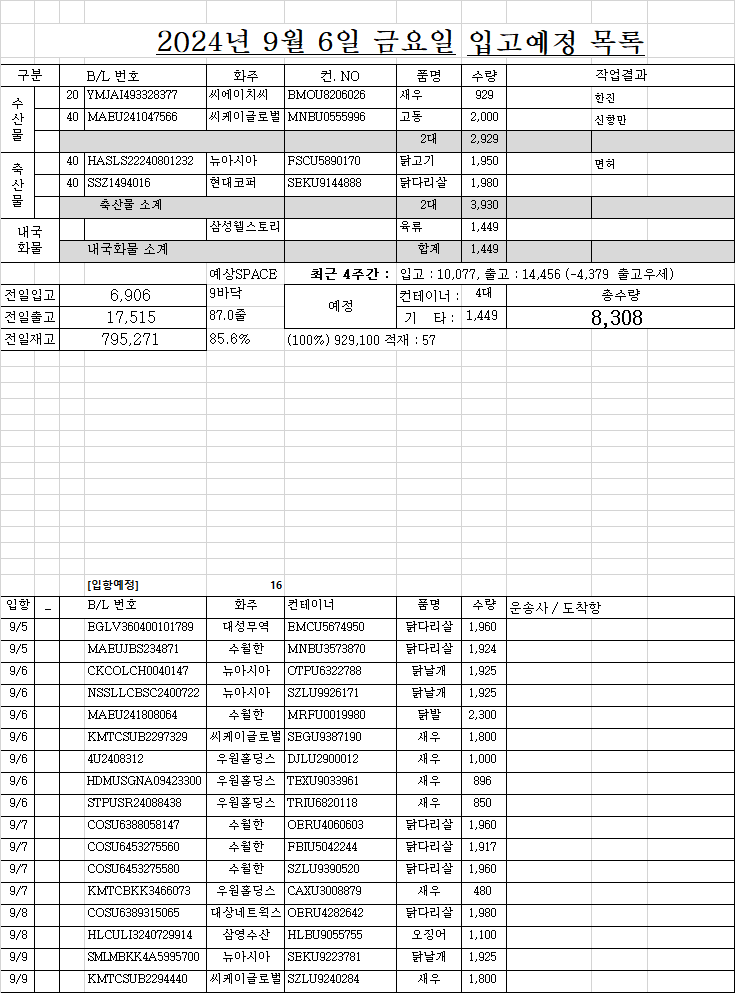 2024년 9월 6일 금요일 입고예정 목록
구분 B/L 번호 화주 컨. NO 품명 수량 작업결과
수산물
20 YMJAI493328377 씨에이치씨 BMOU8206026 새우 929 한진
40 MAEU241047566 씨케이글로벌 MNBU0555996 고등 2,000 신항만
2대 2,929
축산물
40 HASLS22240801232 뉴아시아 FSCU5890170 닭고기 1,950 면허
40 SSZ1494016 현대코퍼 SEKU9144888 닭다리살 1,980
축산물 소계 2대 3,930
내국화물
삼성웰스토리 육류 1,449
내국화물 소계 합계 1,449
예상SPACE 최근 4주간 : 입고 : 10,077, 출고 : 14,456 (-4,379 출고우세)
전일입고 6,906 9바닥 예정 컨테이너 : 4대 총수량
전일출고 17,515 87.0줄 기 타 : 1,449 8,308
전일재고 795,271 85.6% (100%) 929,100 적재 : 57
[입항예정] 16
입항 _ B/L 번호 화주 컨테이너 품명 수량 운송사 / 도착항
9/5 EGLV360400101789 대성무역 EMCU5674950 닭다리살 1,960
9/5 MAEUJBS234871 수월한 MNBU3573870 닭다리살 1,924
9/6 CKCOLCH0040147 뉴아시아 OTPU6322788 닭날개 1,925
9/6 NSSLLCBSC2400722 뉴아시아 SZLU9926171 닭날개 1,925
9/6 MAEU241808064 수월한 MRFU0019980 닭발 2,300
9/6 KMTCSUB2297329 씨케이글로벌 SEGU9387190 새우 1,800
9/6 4U2408312 우원홀딩스 DJLU2900012 새우 1,000
9/6 HDMUSGNA09423300 우원홀딩스 TEXU9033961 새우 896
9/6 STPUSR24088438 우원홀딩스 TRIU6820118 새우 850
9/7 COSU6388058147 수월한 OERU4060603 닭다리살 1,960
9/7 COSU6453275560 수월한 FBIU5042244 닭다리살 1,917
9/7 COSU6453275580 수월한 SZLU9390520 닭다리살 1,960
9/7 KMTCBKK3466073 우원홀딩스 CAXU3008879 새우 480
9/8 COSU6389315065 대상네트웍스 OERU4282642 닭다리살 1,980
9/8 HLCULI3240729914 삼영수산 HLBU9055755 오징어 1,100
9/9 SMLMBKK4A5995700 뉴아시아 SEKU9223781 닭날개 1,925
9/9 KMTCSUB2294440 씨케이글로벌 SZLU9240284 새우 1,800